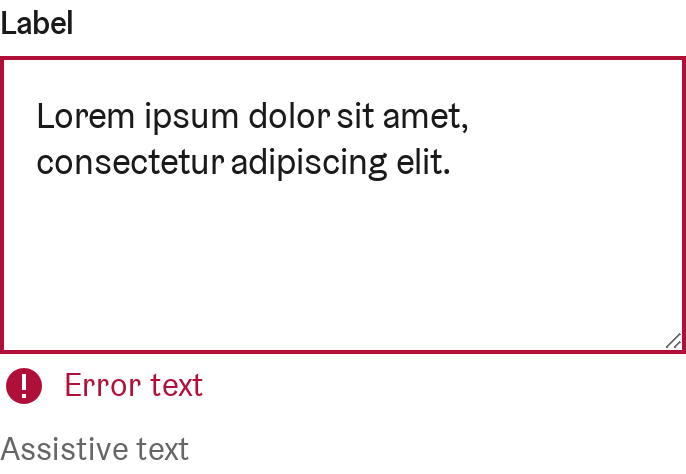 Label
Lorem ipsum dolor sit amet,
consectetur adipiscing elit.
Error text
Assistive text